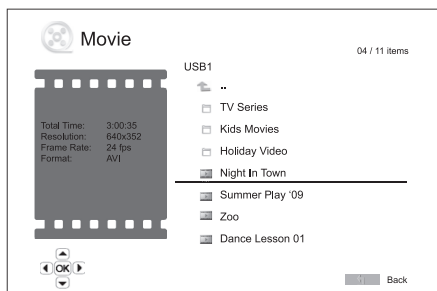 Movie
04 / 11 items
USB1
..
TV Series
Kids Movies
Holiday Video
Night In Town
Summer Play ‘09
Zoo
Dance Lesson 01
Total Time: 3:00:35
Resolution: 640x352
Frame Rate: 24 fps
Format: AVI
OK
Back